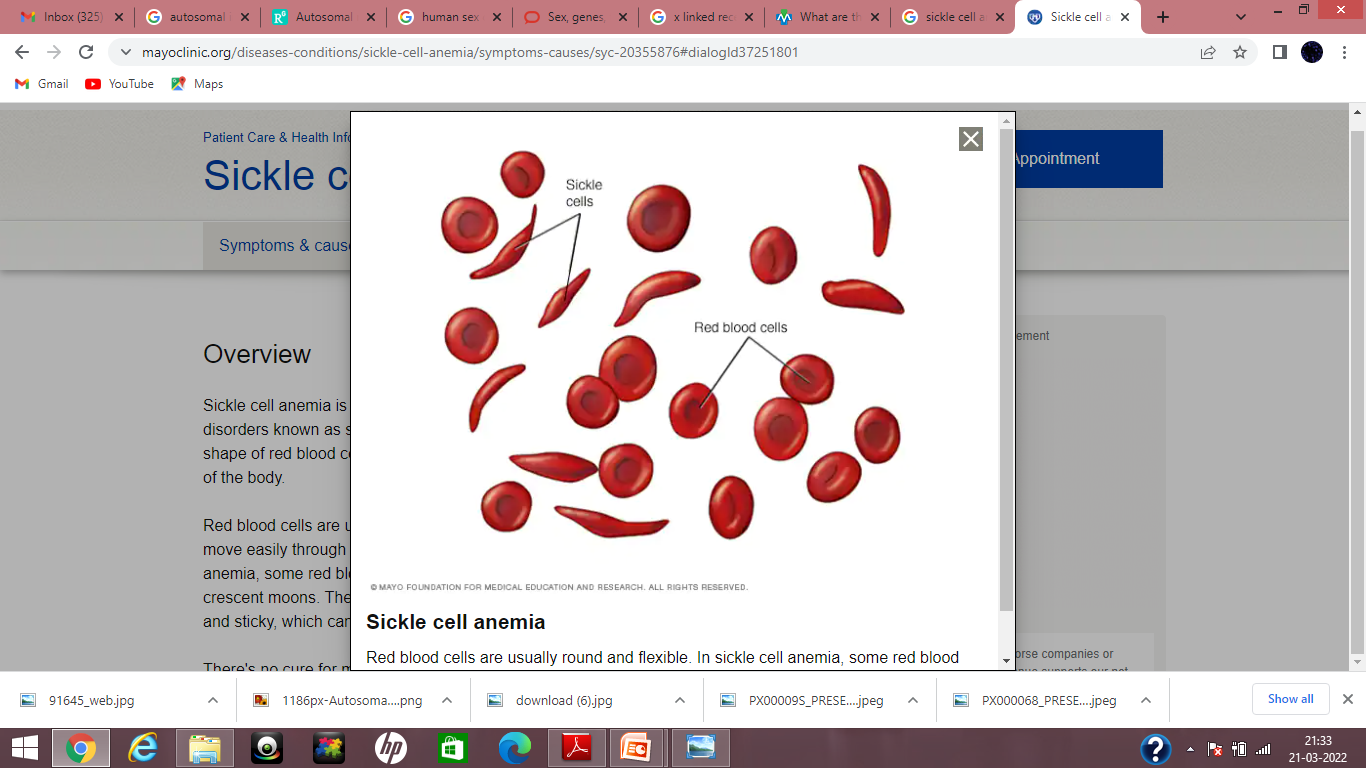 Inbox (325)
autosomal
Autosomal
human sex
Sex, genes,
x linked rec
What are th
sickle cell a
Sickle cell a
mayoclinic.org/diseases-conditions/sickle-cell-anemia/symptoms-causes/syc-20355876#dialogId37251801
Gmail
YouTube
Maps
Patient Care & Health Info
Sickle c
Appointment
Symptoms & caus
Sickle
cells
Red blood cells
Overview
Sickle cell anemia is
disorders known as s
shape of red blood c
of the body.
Red blood cells are u
move easily through
anemia, some red bl
crescent moons. The
and sticky, which can
There's no cure for m
ement
orse companies or
© MAYO FOUNDATION FOR MEDICAL EDUCATION AND RESEARCH. ALL RIGHTS RESERVED.
Sickle cell anemia
Red blood cells are usually round and flexible. In sickle cell anemia, some red blood
91645_web.jpg
1186px-Autosoma....png
download (6).jpg
PX00009S_PRESE....jpeg
PX000068_PRESE....jpeg
Show all
21:33
21-03-2022